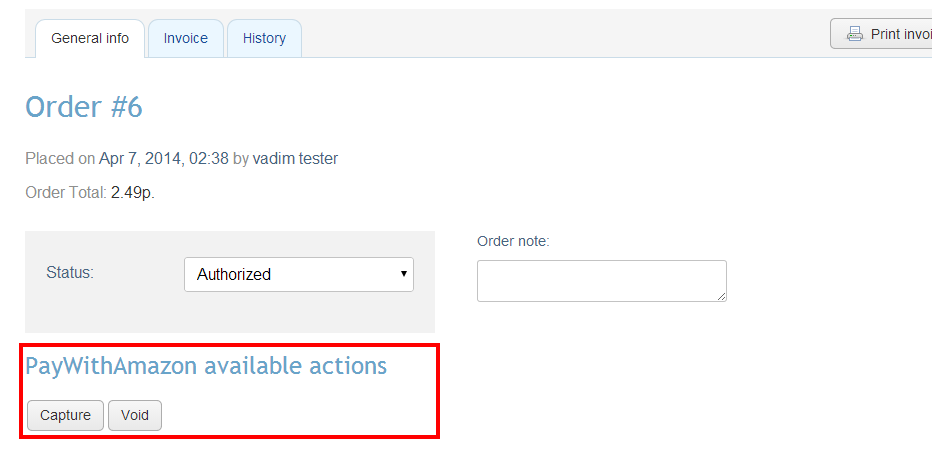 General info Invoice History Print invoi
Order #6
Placed on Apr 7, 2014, 02:38 by vadim tester
Order Total: 2.49p.
Order note:
Status: Authorized
PayWithAmazon available actions
Capture Void